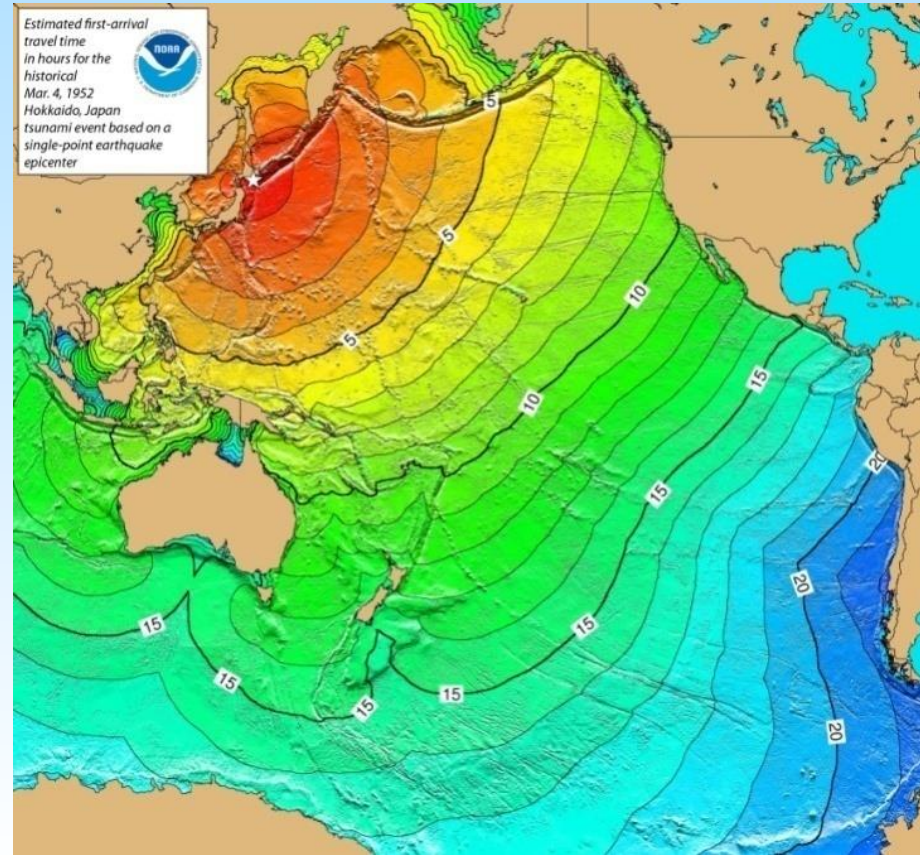 Estimated first-arrival
travel time
in hours for the
historical
Mar. 4, 1952
Hokkaido, Japan
tsunami event based on a
single-point earthquake
epicenter
NOAA
5
5
5
10
10
15
15
20
20
15
15
15
15
15
20